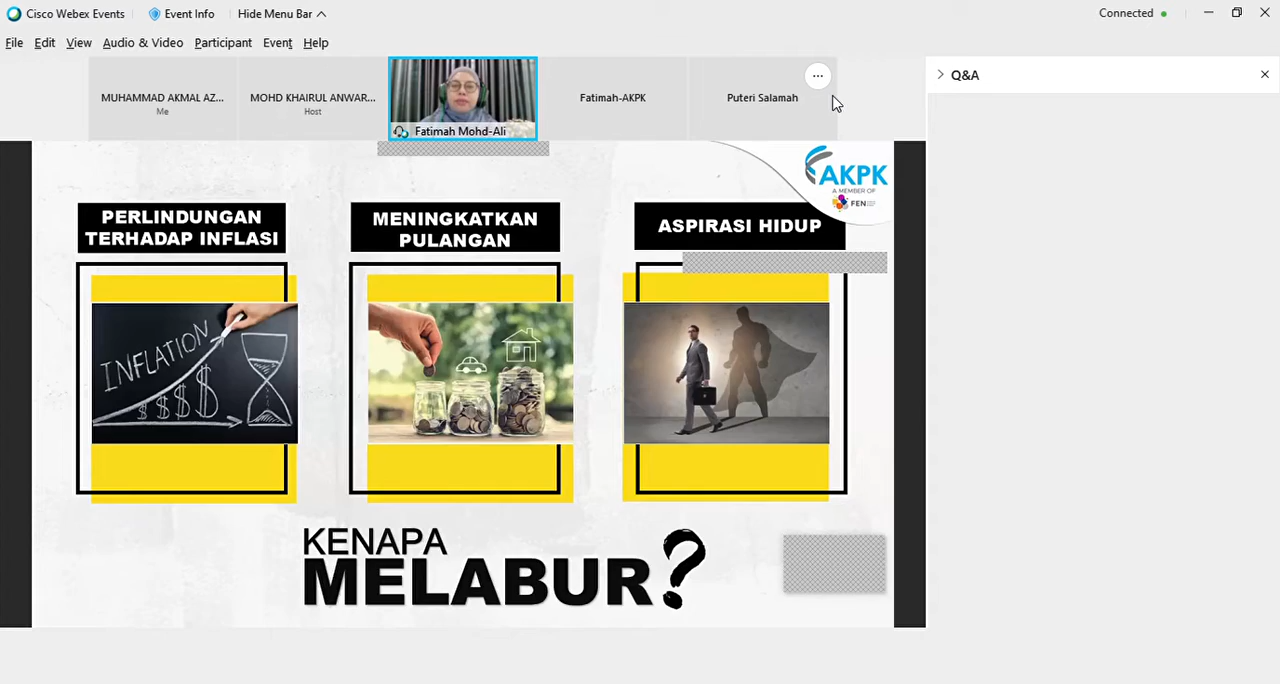 Cisco Webex Events
Event Info
Hide Menu Bar
Connected
File Edit View Audio & Video Participant Event Help
MUHAMMAD AKMAL AZ...
Me
MOHD KHAIRUL ANWAR...
Host
Fatimah Mohd-Ali
Fatimah-AKPK
Puteri Salamah
Q&A
AKPK
A MEMBER OF
FEN
PERLINDUNGAN
TERHADAP INFLASI
MENINGKATKAN
PULANGAN
ASPIRASI HIDUP
INFLATION
$ $ $ $
KENAPA
MELABUR?